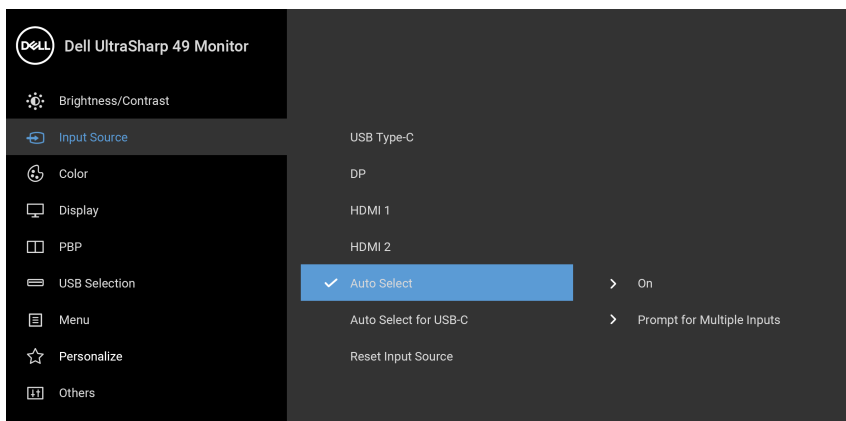 DELL Dell UltraSharp 49 Monitor
Brightness/Contrast
Input Source USB Type-C
Color DP
Display HDMI 1
PBP HDMI 2
USB Selection Auto Select On
Menu Auto Select for USB-C Prompt for Multiple Inputs
Personalize Reset Input Source
Others